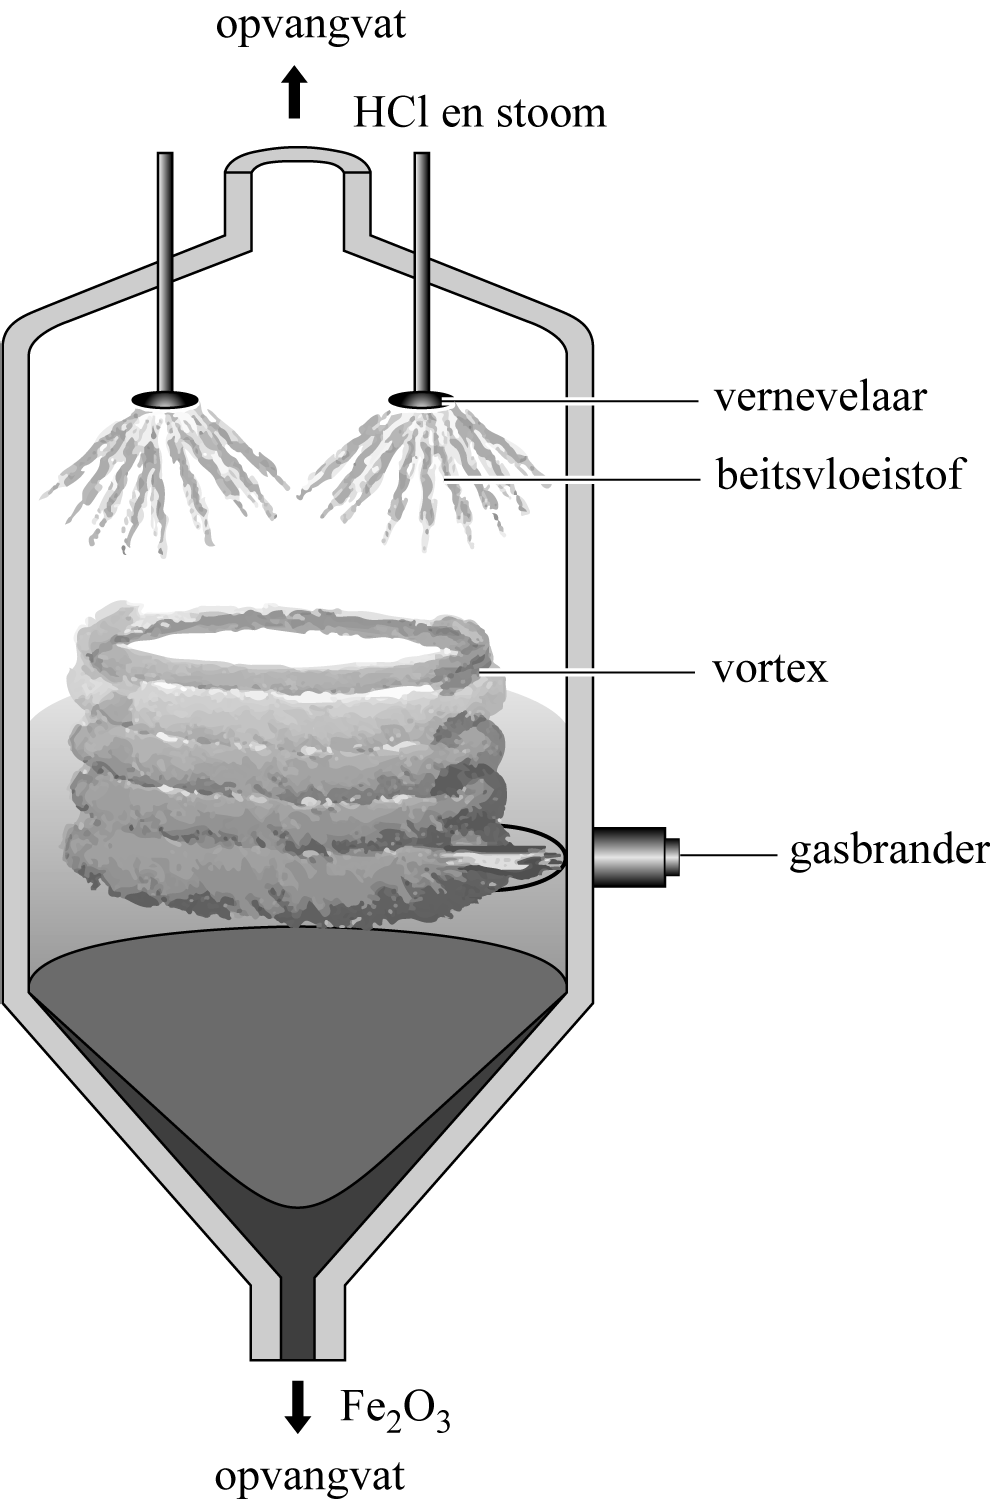 opvangvat
HCl en stoom
vernevelaar
beitsvloeistof
vortex
gasbrander
Fe₂O₃
opvangvat